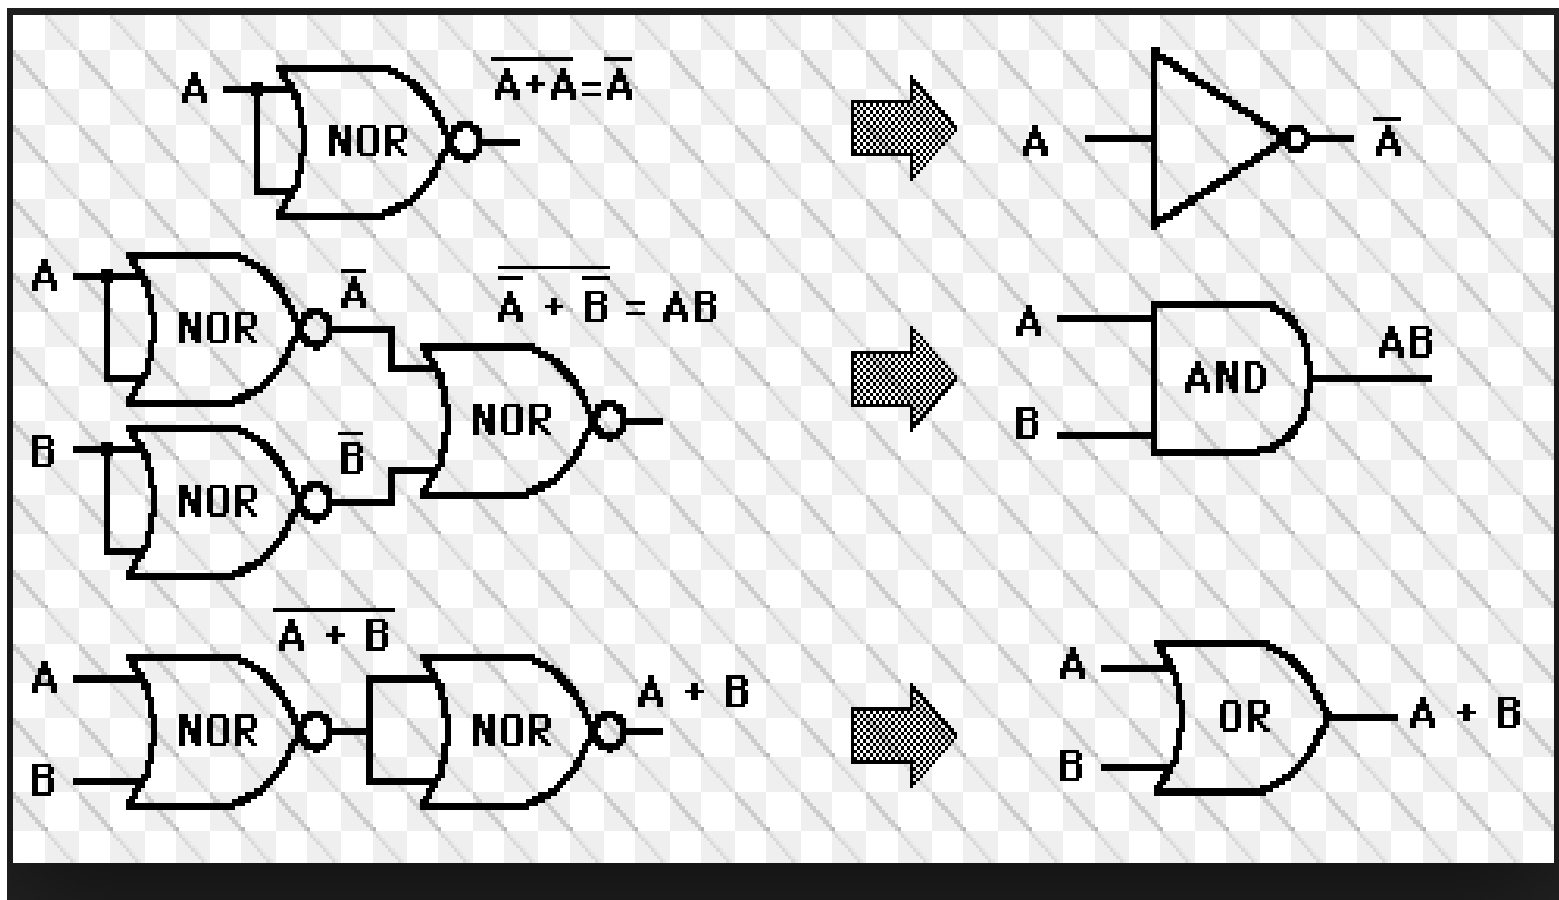 A NOR A̅+̅A̅=A̅
A A̅
A NOR A̅ A̅̅ ̅+̅ ̅B̅̅ = AB
B NOR B̅ NOR
A AND AB
B
A̅ ̅+̅ ̅B̅
A NOR NOR A + B
B
A OR A + B
B